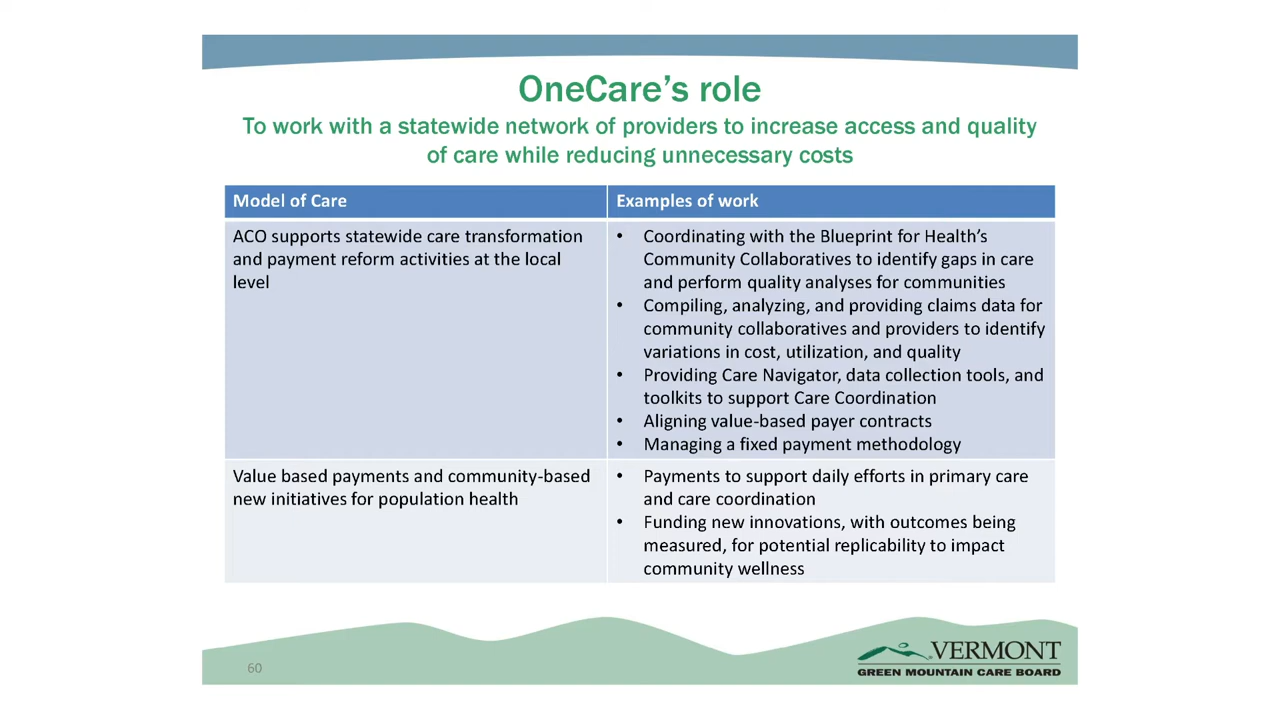 OneCare's role
To work with a statewide network of providers to increase access and quality
of care while reducing unnecessary costs
Model of Care
Examples of work
ACO supports statewide care transformation
and payment reform activities at the local
level
• Coordinating with the Blueprint for Health's
Community Collaboratives to identify gaps in care
and perform quality analyses for communities
• Compiling, analyzing, and providing claims data for
community collaboratives and providers to identify
variations in cost, utilization, and quality
• Providing Care Navigator, data collection tools, and
toolkits to support Care Coordination
• Aligning value-based payer contracts
• Managing a fixed payment methodology
Value based payments and community-based
new initiatives for population health
• Payments to support daily efforts in primary care
and care coordination
• Funding new innovations, with outcomes being
measured, for potential replicability to impact
community wellness
60
VERMONT
GREEN MOUNTAIN CARE BOARD